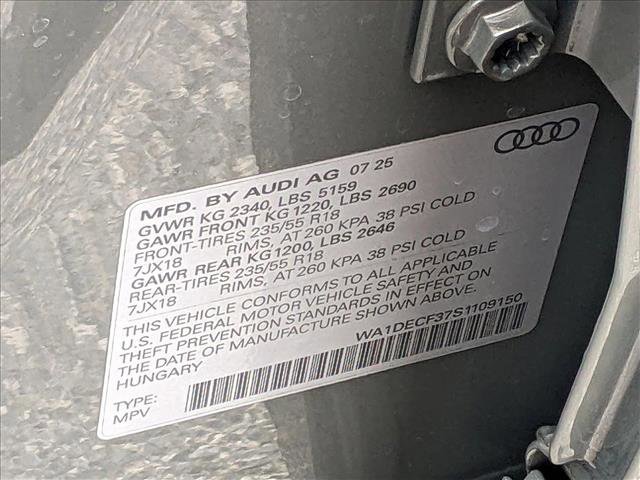 MFD. BY AUDI AG 07 25
GVWR KG 2340, LBS 5159
GAWR FRONT KG 1220, LBS 2690
FRONT-TIRES 235/55 R18
7JX18 RIMS, AT 260 KPA 38 PSI COLD
GAWR REAR KG1200, LBS 2646
REAR-TIRES 235/55 R18
7JX18 RIMS, AT 260 KPA 38 PSI COLD
THIS VEHICLE CONFORMS TO ALL APPLICABLE
U.S. FEDERAL MOTOR VEHICLE SAFETY AND
THEFT PREVENTION STANDARDS IN EFFECT ON
THE DATE OF MANUFACTURE SHOWN ABOVE.
HUNGARY
WA1DECF37S1109150
TYPE:
MPV